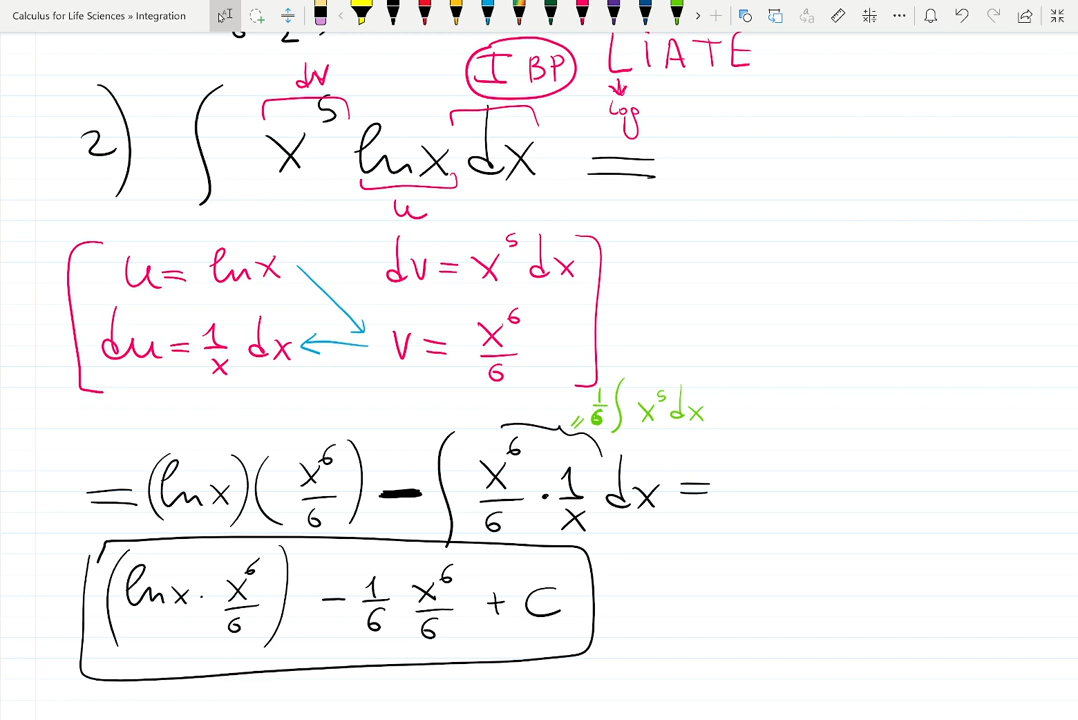 Calculus for Life Sciences » Integration
I BP LIATE
dv ↓ log
2) ∫ x⁵ ln x dx =
u
u = ln x dv = x⁵ dx
du = 1/x dx v = x⁶/6
= 1/6 ∫ x⁵ dx
= (ln x)(x⁶/6) - ∫ x⁶/6 · 1/x dx =
(ln x · x⁶/6) - 1/6 x⁶/6 + C